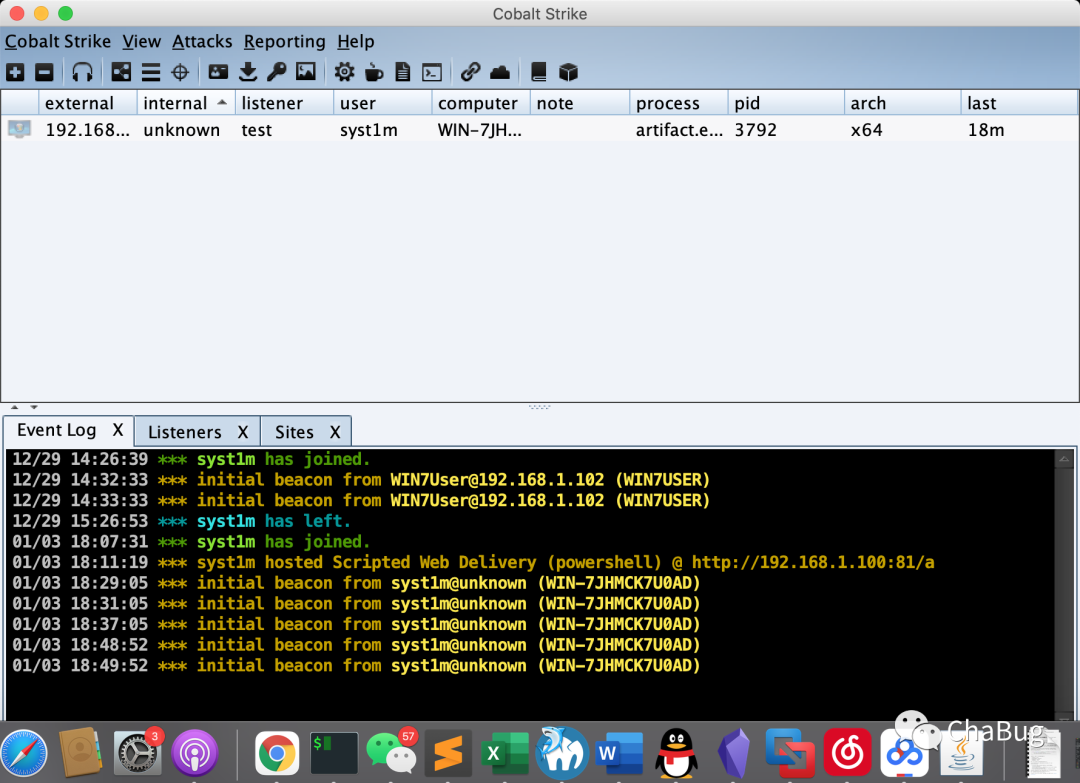 Cobalt Strike
Cobalt Strike View Attacks Reporting Help
external internal listener user computer note process pid arch last
192.168... unknown test syst1m WIN-7JH... artifact.e... 3792 x64 18m
Event Log X Listeners X Sites X
12/29 14:26:39 *** syst1m has joined.
12/29 14:32:33 *** initial beacon from WIN7User@192.168.1.102 (WIN7USER)
12/29 14:33:33 *** initial beacon from WIN7User@192.168.1.102 (WIN7USER)
12/29 15:26:53 *** syst1m has left.
01/03 18:07:31 *** syst1m has joined.
01/03 18:11:19 *** syst1m hosted Scripted Web Delivery (powershell) @ http://192.168.1.100:81/a
01/03 18:29:05 *** initial beacon from syst1m@unknown (WIN-7JHMCK7U0AD)
01/03 18:31:05 *** initial beacon from syst1m@unknown (WIN-7JHMCK7U0AD)
01/03 18:37:05 *** initial beacon from syst1m@unknown (WIN-7JHMCK7U0AD)
01/03 18:48:52 *** initial beacon from syst1m@unknown (WIN-7JHMCK7U0AD)
01/03 18:49:52 *** initial beacon from syst1m@unknown (WIN-7JHMCK7U0AD)
ChaBug
3 $ 57 X W
Java